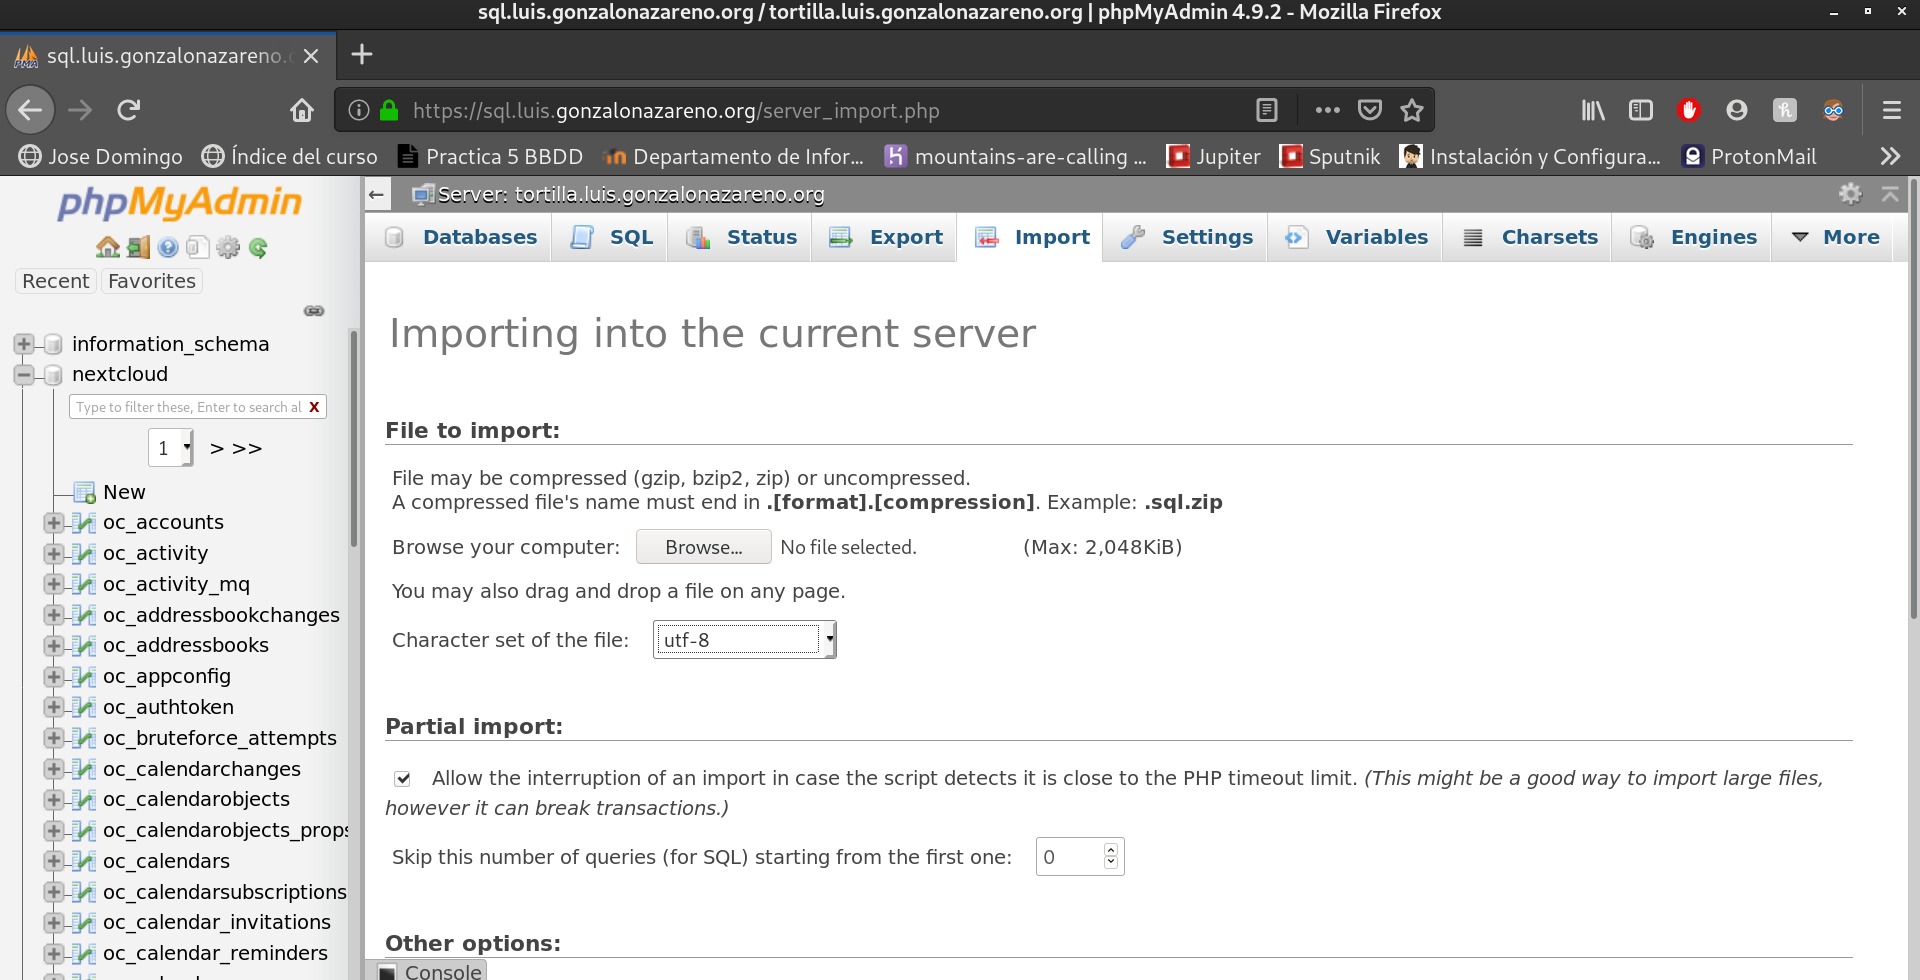 sql.luis.gonzalonazareno.org / tortilla.luis.gonzalonazareno.org | phpMyAdmin 4.9.2 - Mozilla Firefox
sql.luis.gonzalonazareno.
https://sql.luis.gonzalonazareno.org/server_import.php
Jose Domingo
Índice del curso
Practica 5 BBDD
Departamento de Infor...
mountains-are-calling ...
Jupiter
Sputnik
Instalación y Configura...
ProtonMail
phpMyAdmin
Recent
Favorites
information_schema
nextcloud
Type to filter these, Enter to search al X
1 > >>
New
oc_accounts
oc_activity
oc_activity_mq
oc_addressbookchanges
oc_addressbooks
oc_appconfig
oc_authtoken
oc_bruteforce_attempts
oc_calendarchanges
oc_calendarobjects
oc_calendarobjects_props
oc_calendars
oc_calendarsubscriptions
oc_calendar_invitations
oc_calendar_reminders
Server: tortilla.luis.gonzalonazareno.org
Databases
SQL
Status
Export
Import
Settings
Variables
Charsets
Engines
More
Importing into the current server
File to import:
File may be compressed (gzip, bzip2, zip) or uncompressed.
A compressed file's name must end in .[format].[compression]. Example: .sql.zip
Browse your computer: Browse... No file selected. (Max: 2,048KiB)
You may also drag and drop a file on any page.
Character set of the file: utf-8
Partial import:
Allow the interruption of an import in case the script detects it is close to the PHP timeout limit. (This might be a good way to import large files,
however it can break transactions.)
Skip this number of queries (for SQL) starting from the first one: 0
Other options:
Console